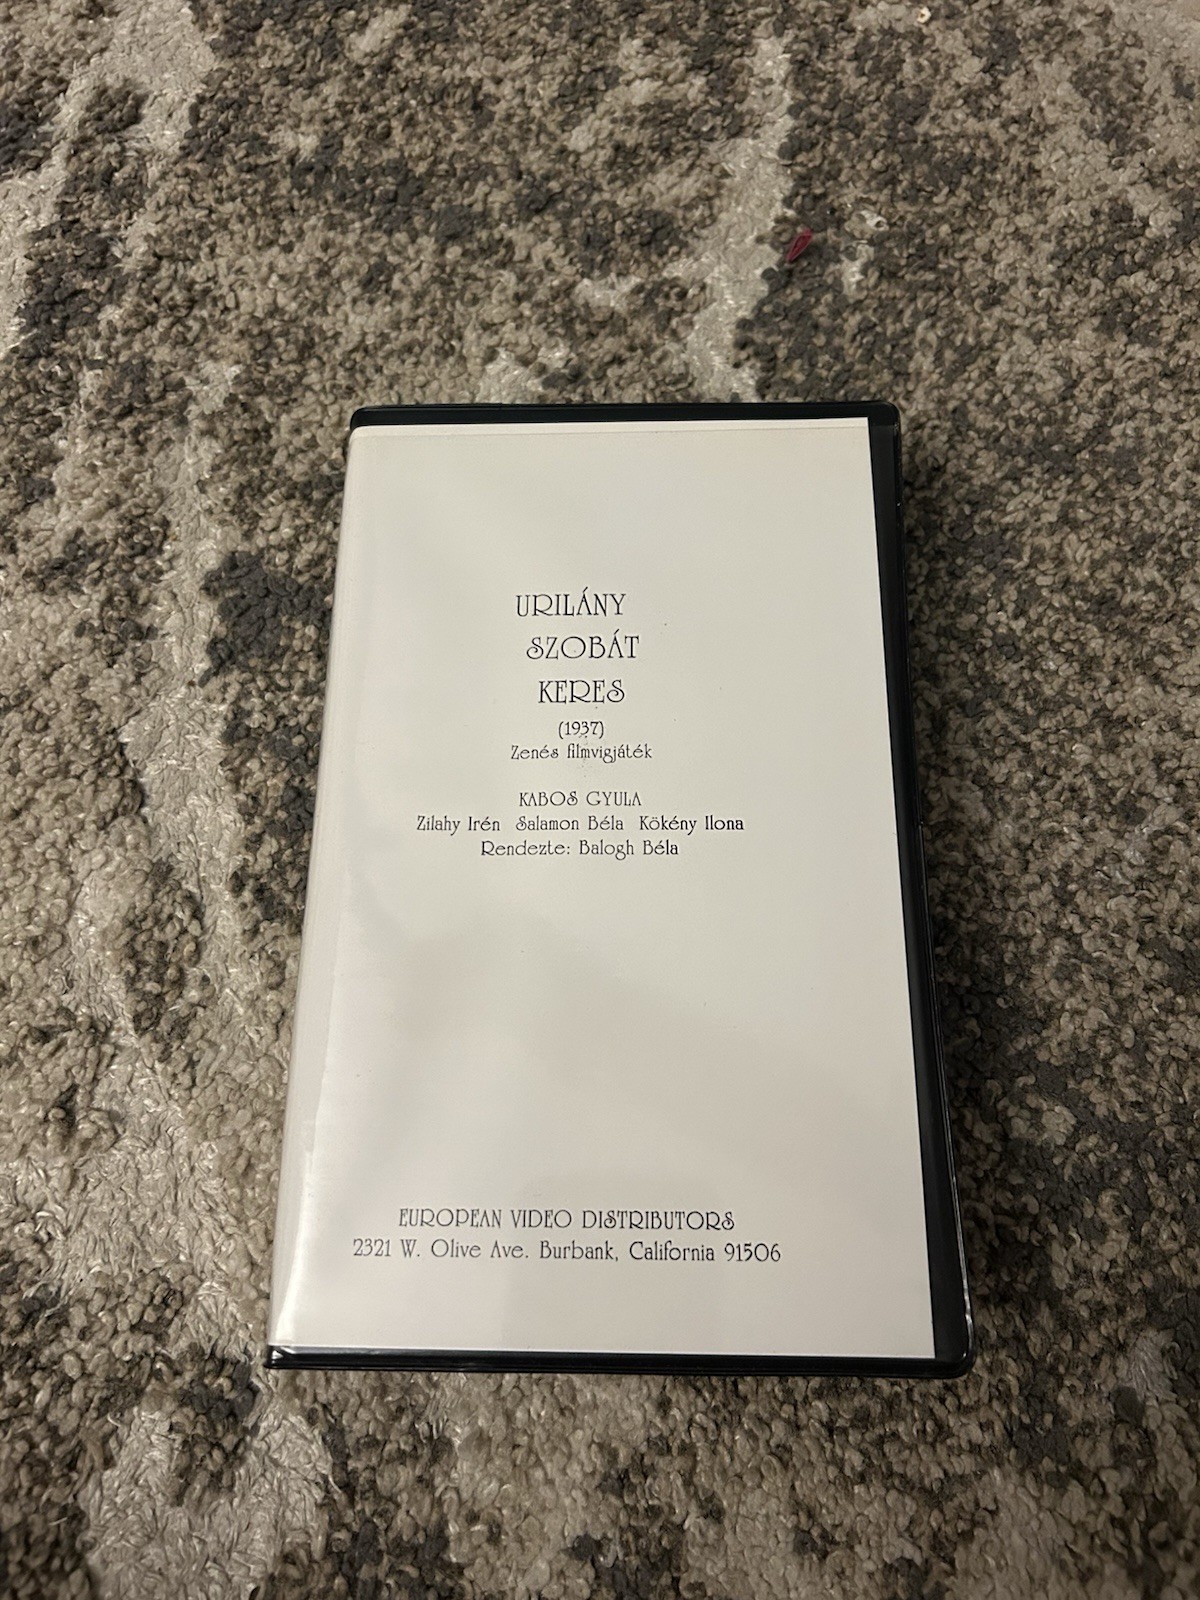 URILÁNY
SZOBÁT
KERES
(1937)
Zenés filmvigjáték
KABOS GYULA
Zilahy Irén Salamon Béla Kökény Ilona
Rendezte: Balogh Béla
EUROPEAN VIDEO DISTRIBUTORS
2321 W. Olive Ave. Burbank, California 91506